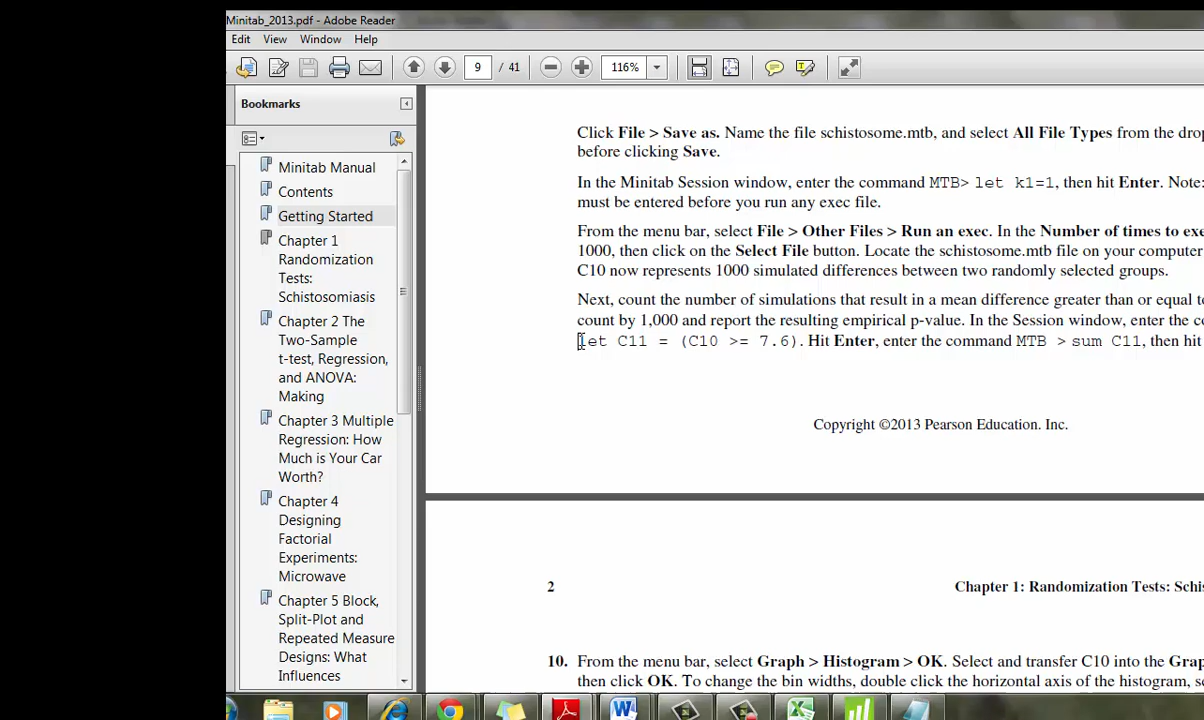 Minitab_2013.pdf - Adobe Reader
Edit View Window Help
9 / 41 116%
Bookmarks
Minitab Manual
Contents
Getting Started
Chapter 1
Randomization
Tests:
Schistosomiasis
Chapter 2 The
Two-Sample
t-test, Regression,
and ANOVA:
Making
Chapter 3 Multiple
Regression: How
Much is Your Car
Worth?
Chapter 4
Designing
Factorial
Experiments:
Microwave
Chapter 5 Block,
Split-Plot and
Repeated Measure
Designs: What
Influences
Click File > Save as. Name the file schistosome.mtb, and select All File Types from the drop
before clicking Save.
In the Minitab Session window, enter the command MTB> let k1=1, then hit Enter. Note:
must be entered before you run any exec file.
From the menu bar, select File > Other Files > Run an exec. In the Number of times to exe
1000, then click on the Select File button. Locate the schistosome.mtb file on your computer
C10 now represents 1000 simulated differences between two randomly selected groups.
Next, count the number of simulations that result in a mean difference greater than or equal to
count by 1,000 and report the resulting empirical p-value. In the Session window, enter the co
let C11 = (C10 >= 7.6). Hit Enter, enter the command MTB > sum C11, then hit
Copyright ©2013 Pearson Education. Inc.
2 Chapter 1: Randomization Tests: Schis
10. From the menu bar, select Graph > Histogram > OK. Select and transfer C10 into the Grap
then click OK. To change the bin widths, double click the horizontal axis of the histogram, se